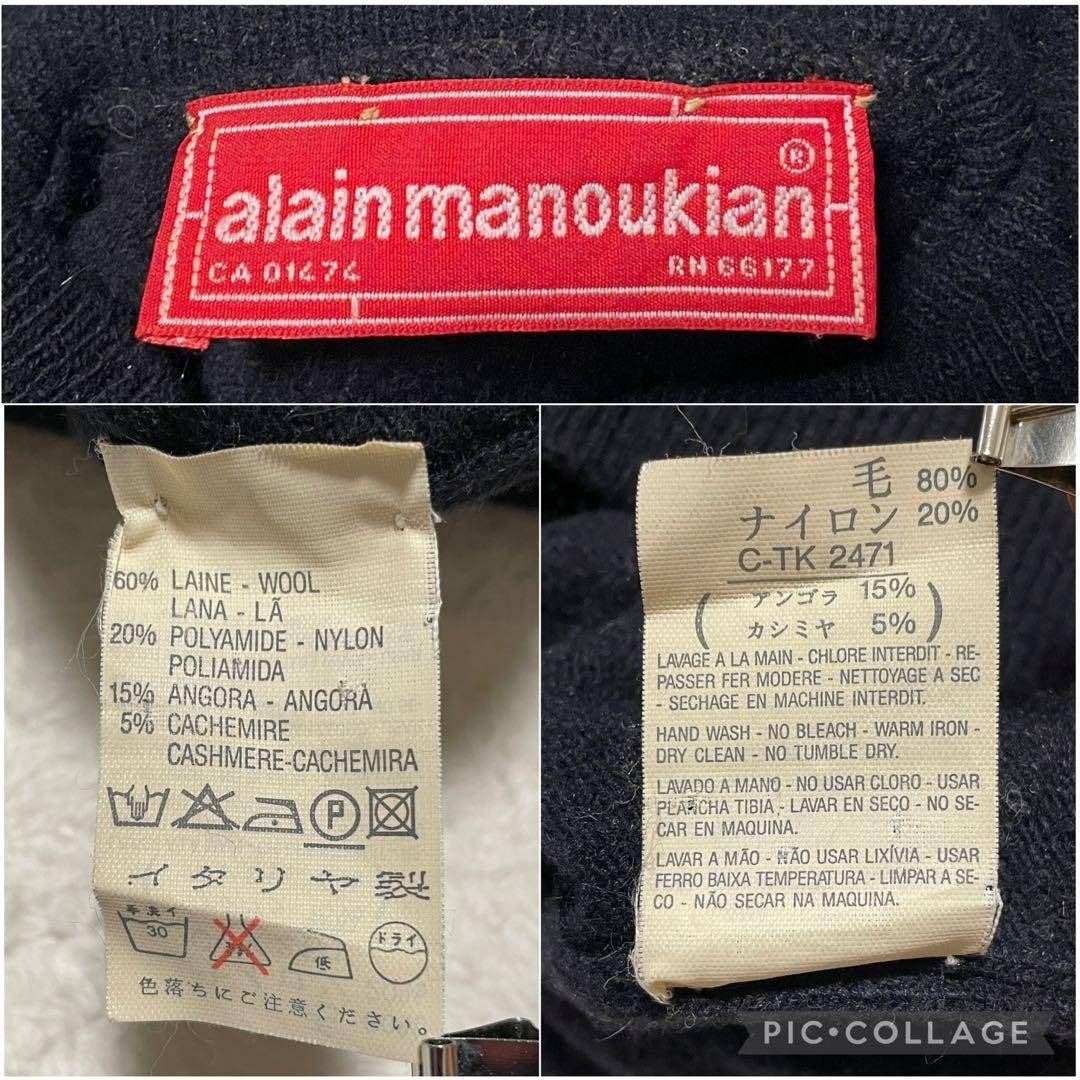 alain manoukian ®
CA 01474 RN 66177
60% LAINE - WOOL
LANA - LÃ
20% POLYAMIDE - NYLON
POLIAMIDA
15% ANGORA - ANGORÀ
5% CACHEMIRE
CASHMERE-CACHEMIRA
P
イタリヤ製
手洗イ
30
低
ドライ
色落ちにご注意ください。
毛 80%
ナイロン 20%
C-TK 2471
( アンゴラ 15%
カシミヤ 5% )
LAVAGE A LA MAIN - CHLORE INTERDIT - RE-
PASSER FER MODERE - NETTOYAGE A SEC
- SECHAGE EN MACHINE INTERDIT.
HAND WASH - NO BLEACH - WARM IRON -
DRY CLEAN - NO TUMBLE DRY.
LAVADO A MANO - NO USAR CLORO - USAR
PLANCHA TIBIA - LAVAR EN SECO - NO SE-
CAR EN MAQUINA.
LAVAR A MÃO - NÃO USAR LIXÍVIA - USAR
FERRO BAIXA TEMPERATURA - LIMPAR A SE-
CO - NÃO SECAR NA MAQUINA.
PIC•COLLAGE